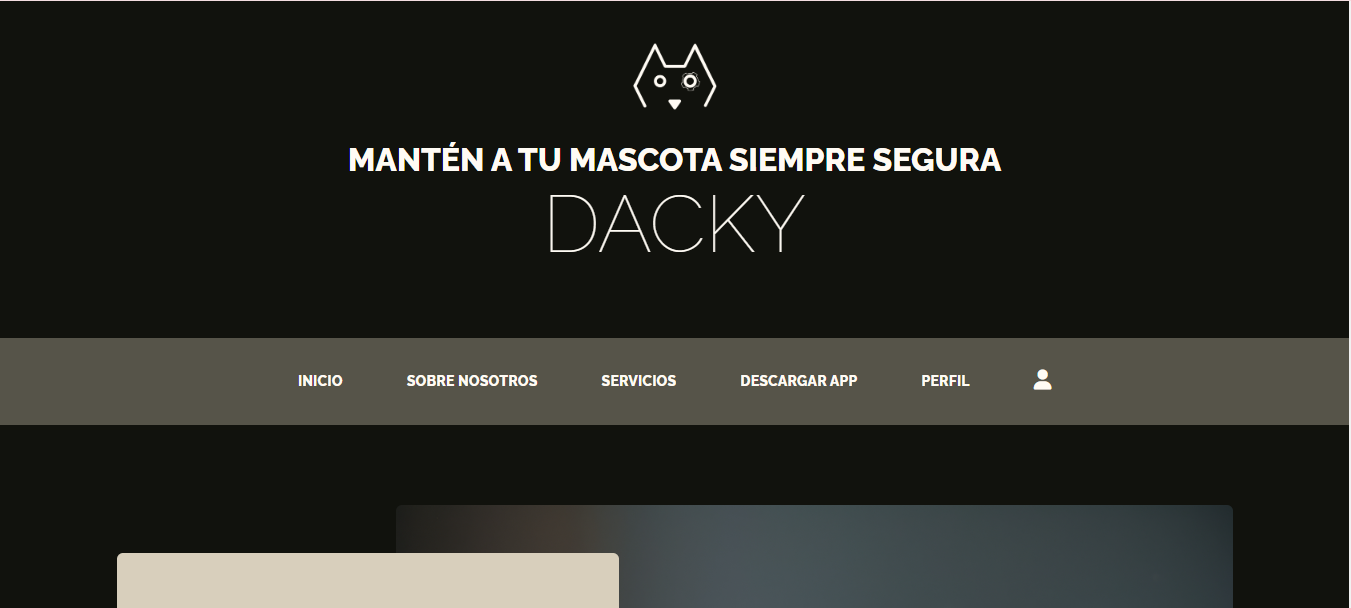 MANTÉN A TU MASCOTA SIEMPRE SEGURA
DACKY
INICIO SOBRE NOSOTROS SERVICIOS DESCARGAR APP PERFIL